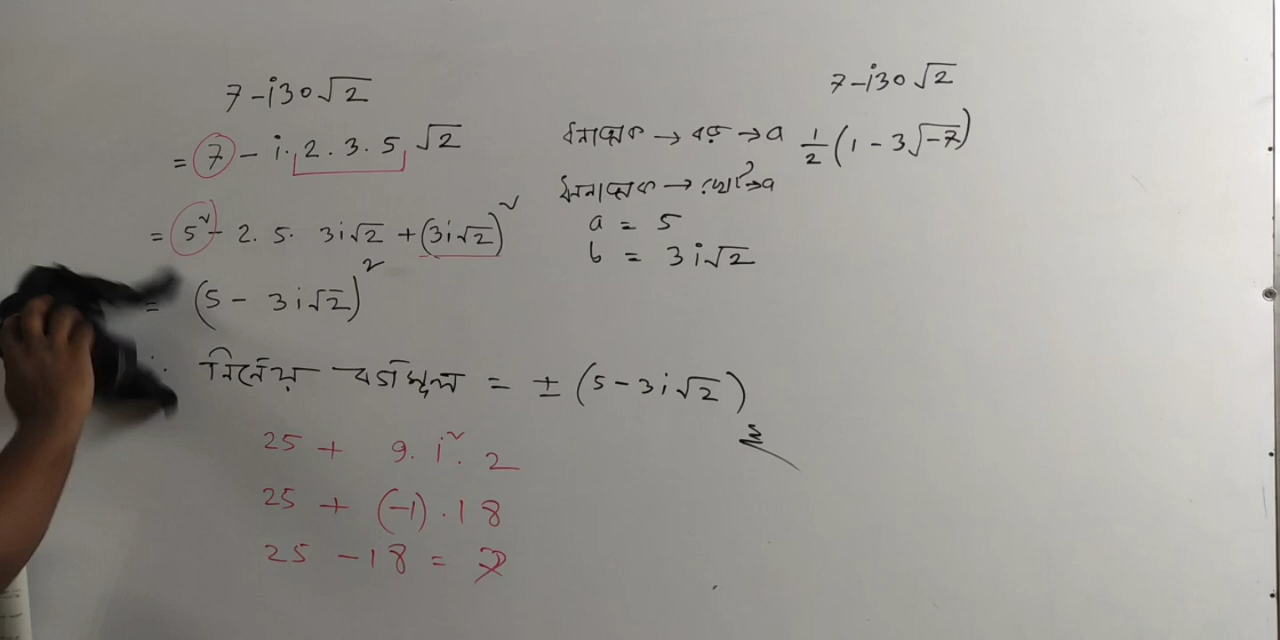 7 - i30√2
= 7 - i. 2. 3. 5. √2
= 5² - 2. 5. 3i√2 + (3i√2)²
= (5 - 3i√2)²
∴ নির্ণেয় বর্গমূল = ± (5 - 3i√2)
25 + 9. i². 2
25 + (-1) . 18
25 - 18 = 7
ধনাত্মক → বড় → a
→ a
a = 5
b = 3i√2
7 - i30√2
1/2 (1 - 3√-7)